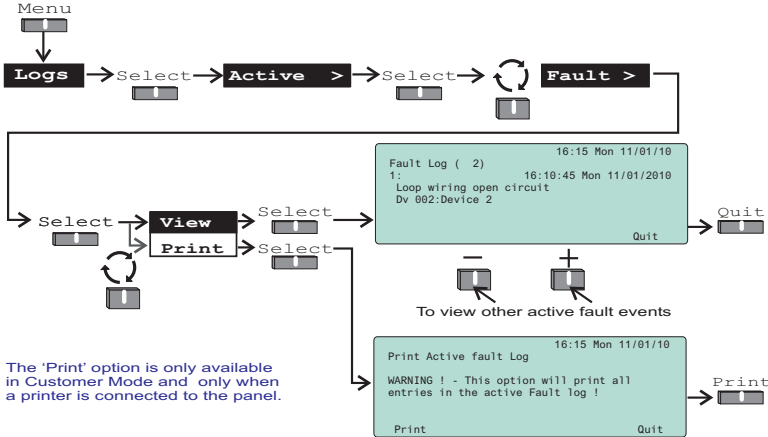 Menu
Logs Select Active > Select Fault >
16:15 Mon 11/01/10
Fault Log ( 2)
1: 16:10:45 Mon 11/01/2010
Loop wiring open circuit
Dv 002:Device 2
Quit
Select View Select Quit
Print Select
– +
To view other active fault events
16:15 Mon 11/01/10
Print Active fault Log
WARNING ! - This option will print all
entries in the active Fault log !
Print Quit
Print
The 'Print' option is only available
in Customer Mode and only when
a printer is connected to the panel.